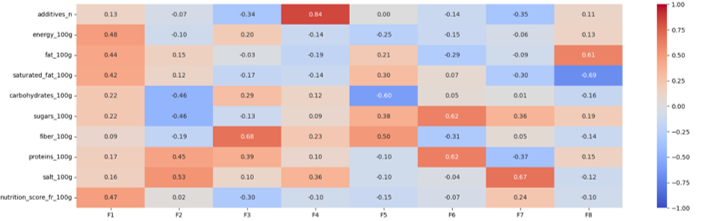 additives_n 0.13 -0.07 -0.34 0.84 0.00 -0.14 -0.35 0.11
energy_100g 0.48 -0.10 0.20 -0.14 -0.25 -0.15 -0.06 0.13
fat_100g 0.44 0.15 -0.03 -0.19 0.21 -0.29 -0.09 0.61
saturated_fat_100g 0.42 0.12 -0.17 -0.14 0.30 0.07 -0.30 -0.69
carbohydrates_100g 0.22 -0.46 0.29 0.12 -0.60 0.05 0.01 -0.16
sugars_100g 0.22 -0.46 -0.13 0.09 0.38 0.62 0.36 0.19
fiber_100g 0.09 -0.19 0.68 0.23 0.50 -0.31 0.05 -0.14
proteins_100g 0.17 0.45 0.39 0.10 -0.10 0.62 -0.37 0.15
salt_100g 0.16 0.53 0.10 0.36 -0.10 -0.04 0.67 -0.12
nutrition_score_fr_100g 0.47 0.02 -0.30 -0.10 -0.15 -0.07 0.24 -0.10
F1 F2 F3 F4 F5 F6 F7 F8
1.00
0.75
0.50
0.25
0.00
-0.25
-0.50
-0.75
-1.00